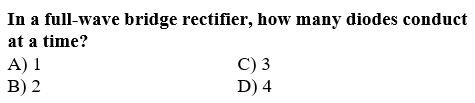 In a full-wave bridge rectifier, how many diodes conduct
at a time?
A) 1 C) 3
B) 2 D) 4